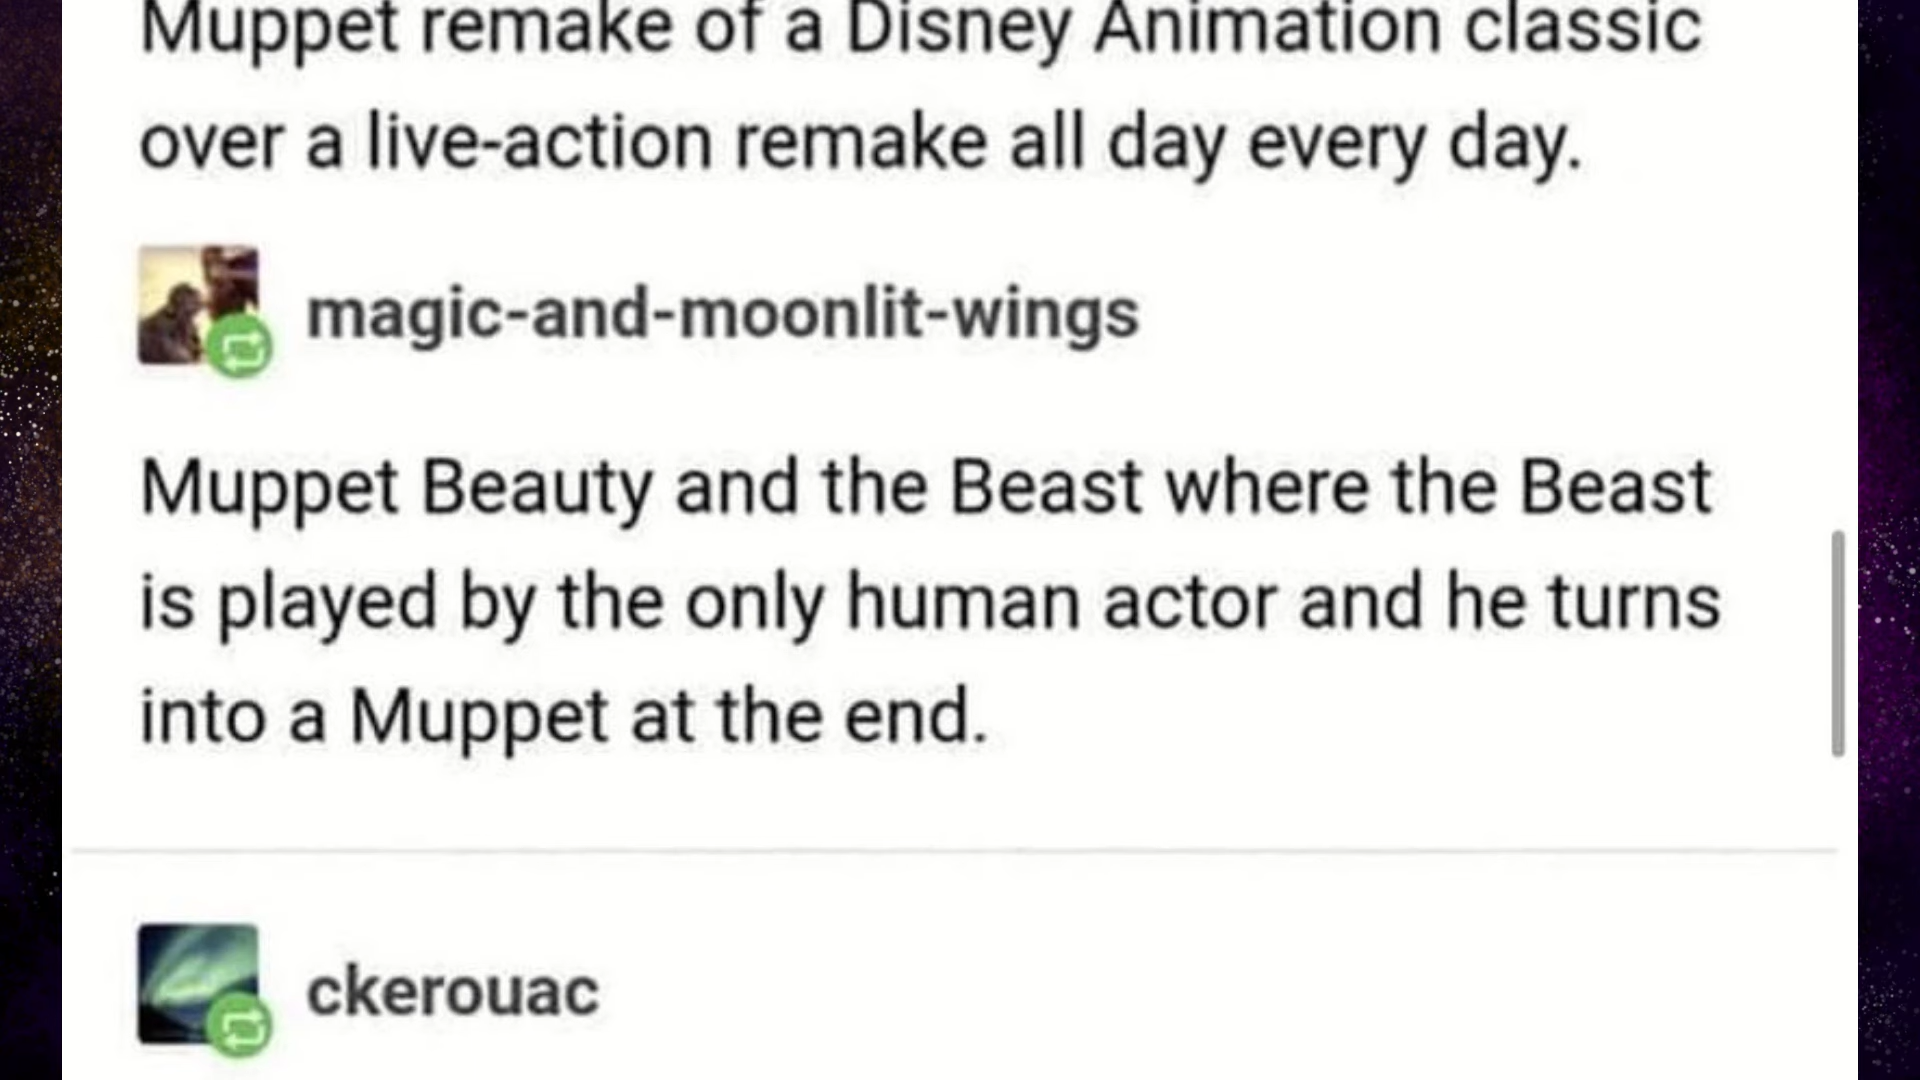 Muppet remake of a Disney Animation classic
over a live-action remake all day every day.
magic-and-moonlit-wings
Muppet Beauty and the Beast where the Beast
is played by the only human actor and he turns
into a Muppet at the end.
ckerouac